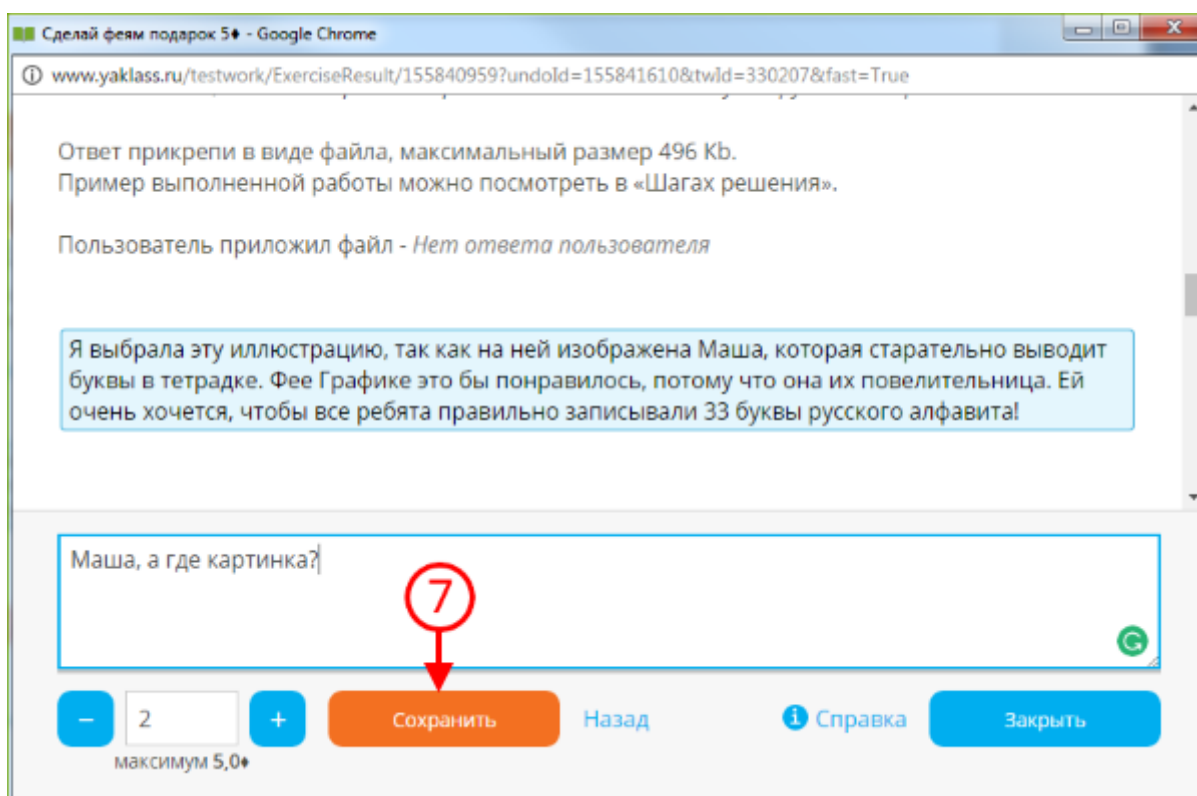 Сделай феям подарок 5♦ - Google Chrome
www.yaklass.ru/testwork/ExerciseResult/155840959?undoId=155841610&twId=330207&fast=True
Ответ прикрепи в виде файла, максимальный размер 496 Kb.
Пример выполненной работы можно посмотреть в «Шагах решения».
Пользователь приложил файл - Нет ответа пользователя
Я выбрала эту иллюстрацию, так как на ней изображена Маша, которая старательно выводит
буквы в тетрадке. Фее Графике это бы понравилось, потому что она их повелительница. Ей
очень хочется, чтобы все ребята правильно записывали 33 буквы русского алфавита!
Маша, а где картинка?
7
– 2 + Сохранить Назад Справка Закрыть
максимум 5,0♦